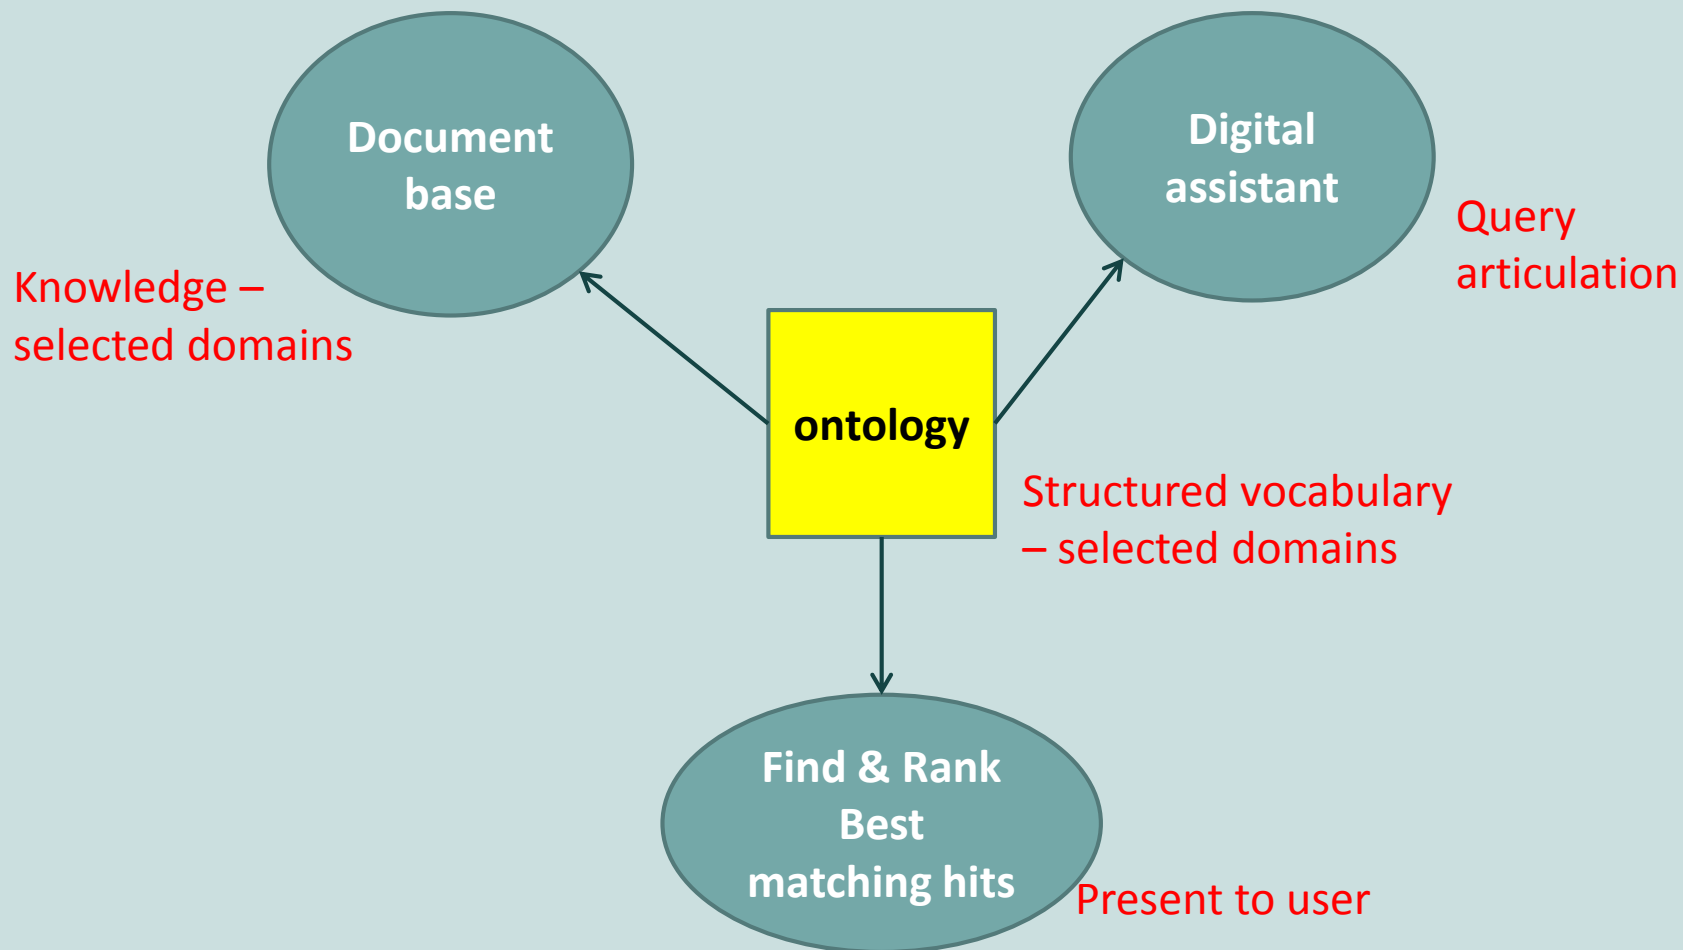 Document
base
Digital
assistant
Query
articulation
Knowledge –
selected domains
ontology
Structured vocabulary
– selected domains
Find & Rank
Best
matching hits
Present to user